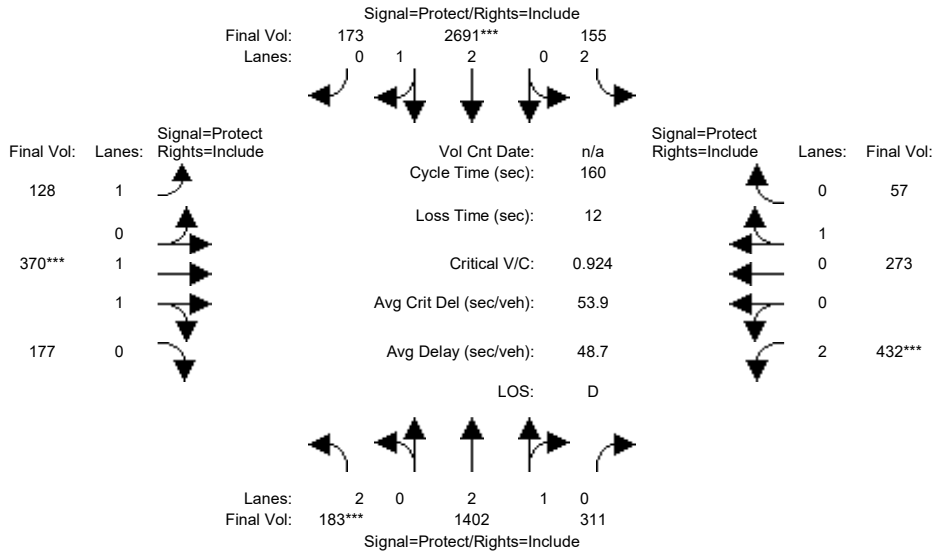 Signal=Protect/Rights=Include
Final Vol: 173 2691*** 155
Lanes: 0 1 2 0 2
Signal=Protect Signal=Protect
Final Vol: Lanes: Rights=Include Vol Cnt Date: n/a Rights=Include Lanes: Final Vol:
Cycle Time (sec): 160
128 1 0 57
Loss Time (sec): 12
0 1
370*** 1 Critical V/C: 0.924 0 273
1 Avg Crit Del (sec/veh): 53.9 0
177 0 Avg Delay (sec/veh): 48.7 2 432***
LOS: D
Lanes: 2 0 2 1 0
Final Vol: 183*** 1402 311
Signal=Protect/Rights=Include